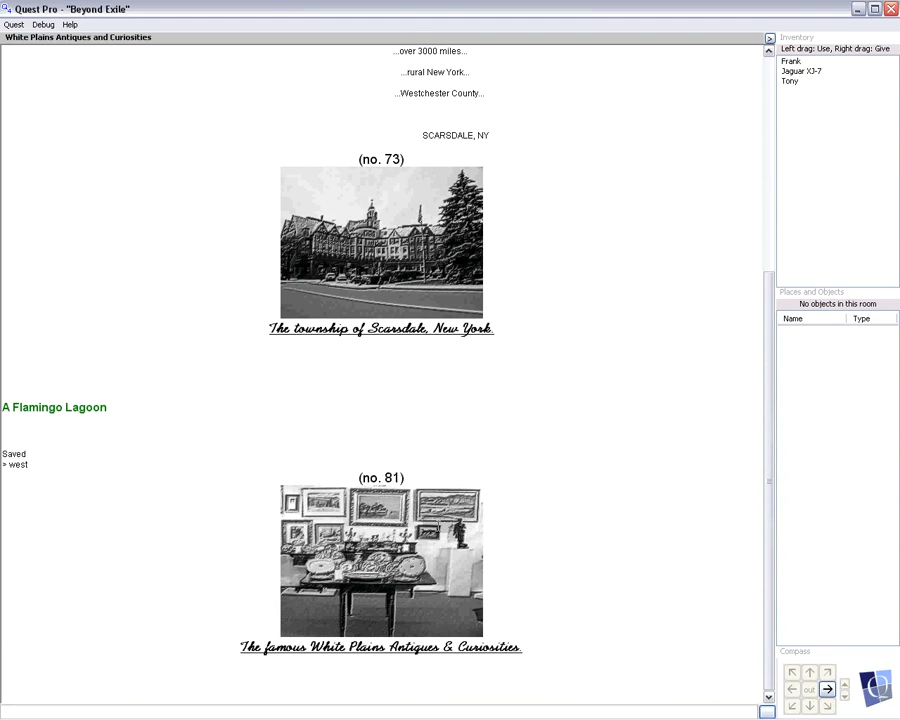 Quest Pro - "Beyond Exile"
Quest Debug Help
White Plains Antiques and Curiosities
...over 3000 miles...
...rural New York...
...Westchester County...
SCARSDALE, NY
(no. 73)
The township of Scarsdale, New York.
A Flamingo Lagoon
Saved
> west
(no. 81)
The famous White Plains Antiques & Curiosities.
Inventory
Left drag: Use, Right drag: Give
Frank
Jaguar XJ-7
Tony
Places and Objects
No objects in this room
Name Type
Compass
out